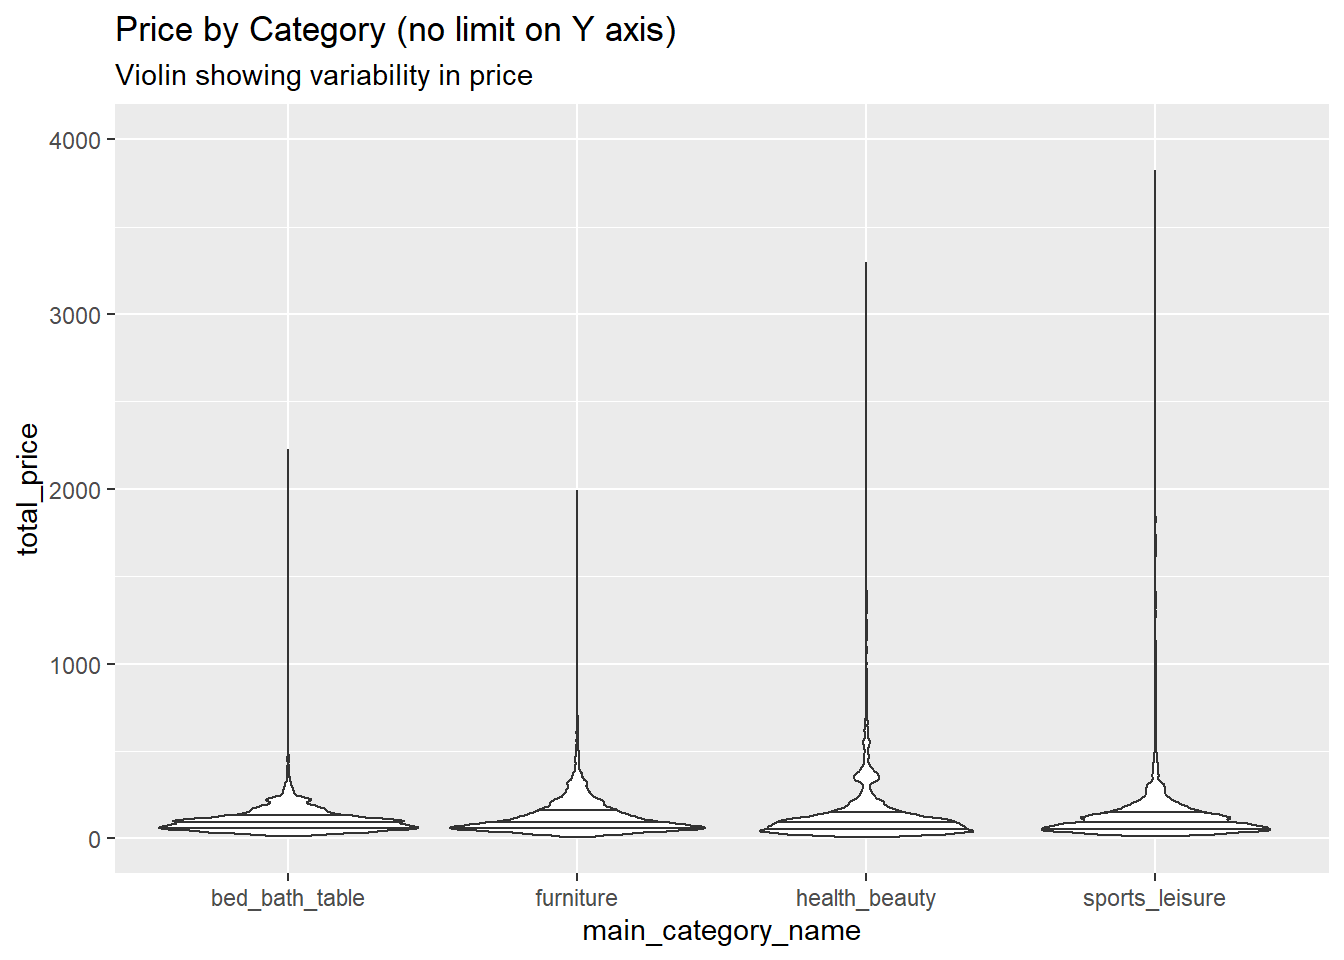 Price by Category (no limit on Y axis)
Violin showing variability in price
4000
3000
2000
1000
0
total_price
bed_bath_table
furniture
health_beauty
sports_leisure
main_category_name